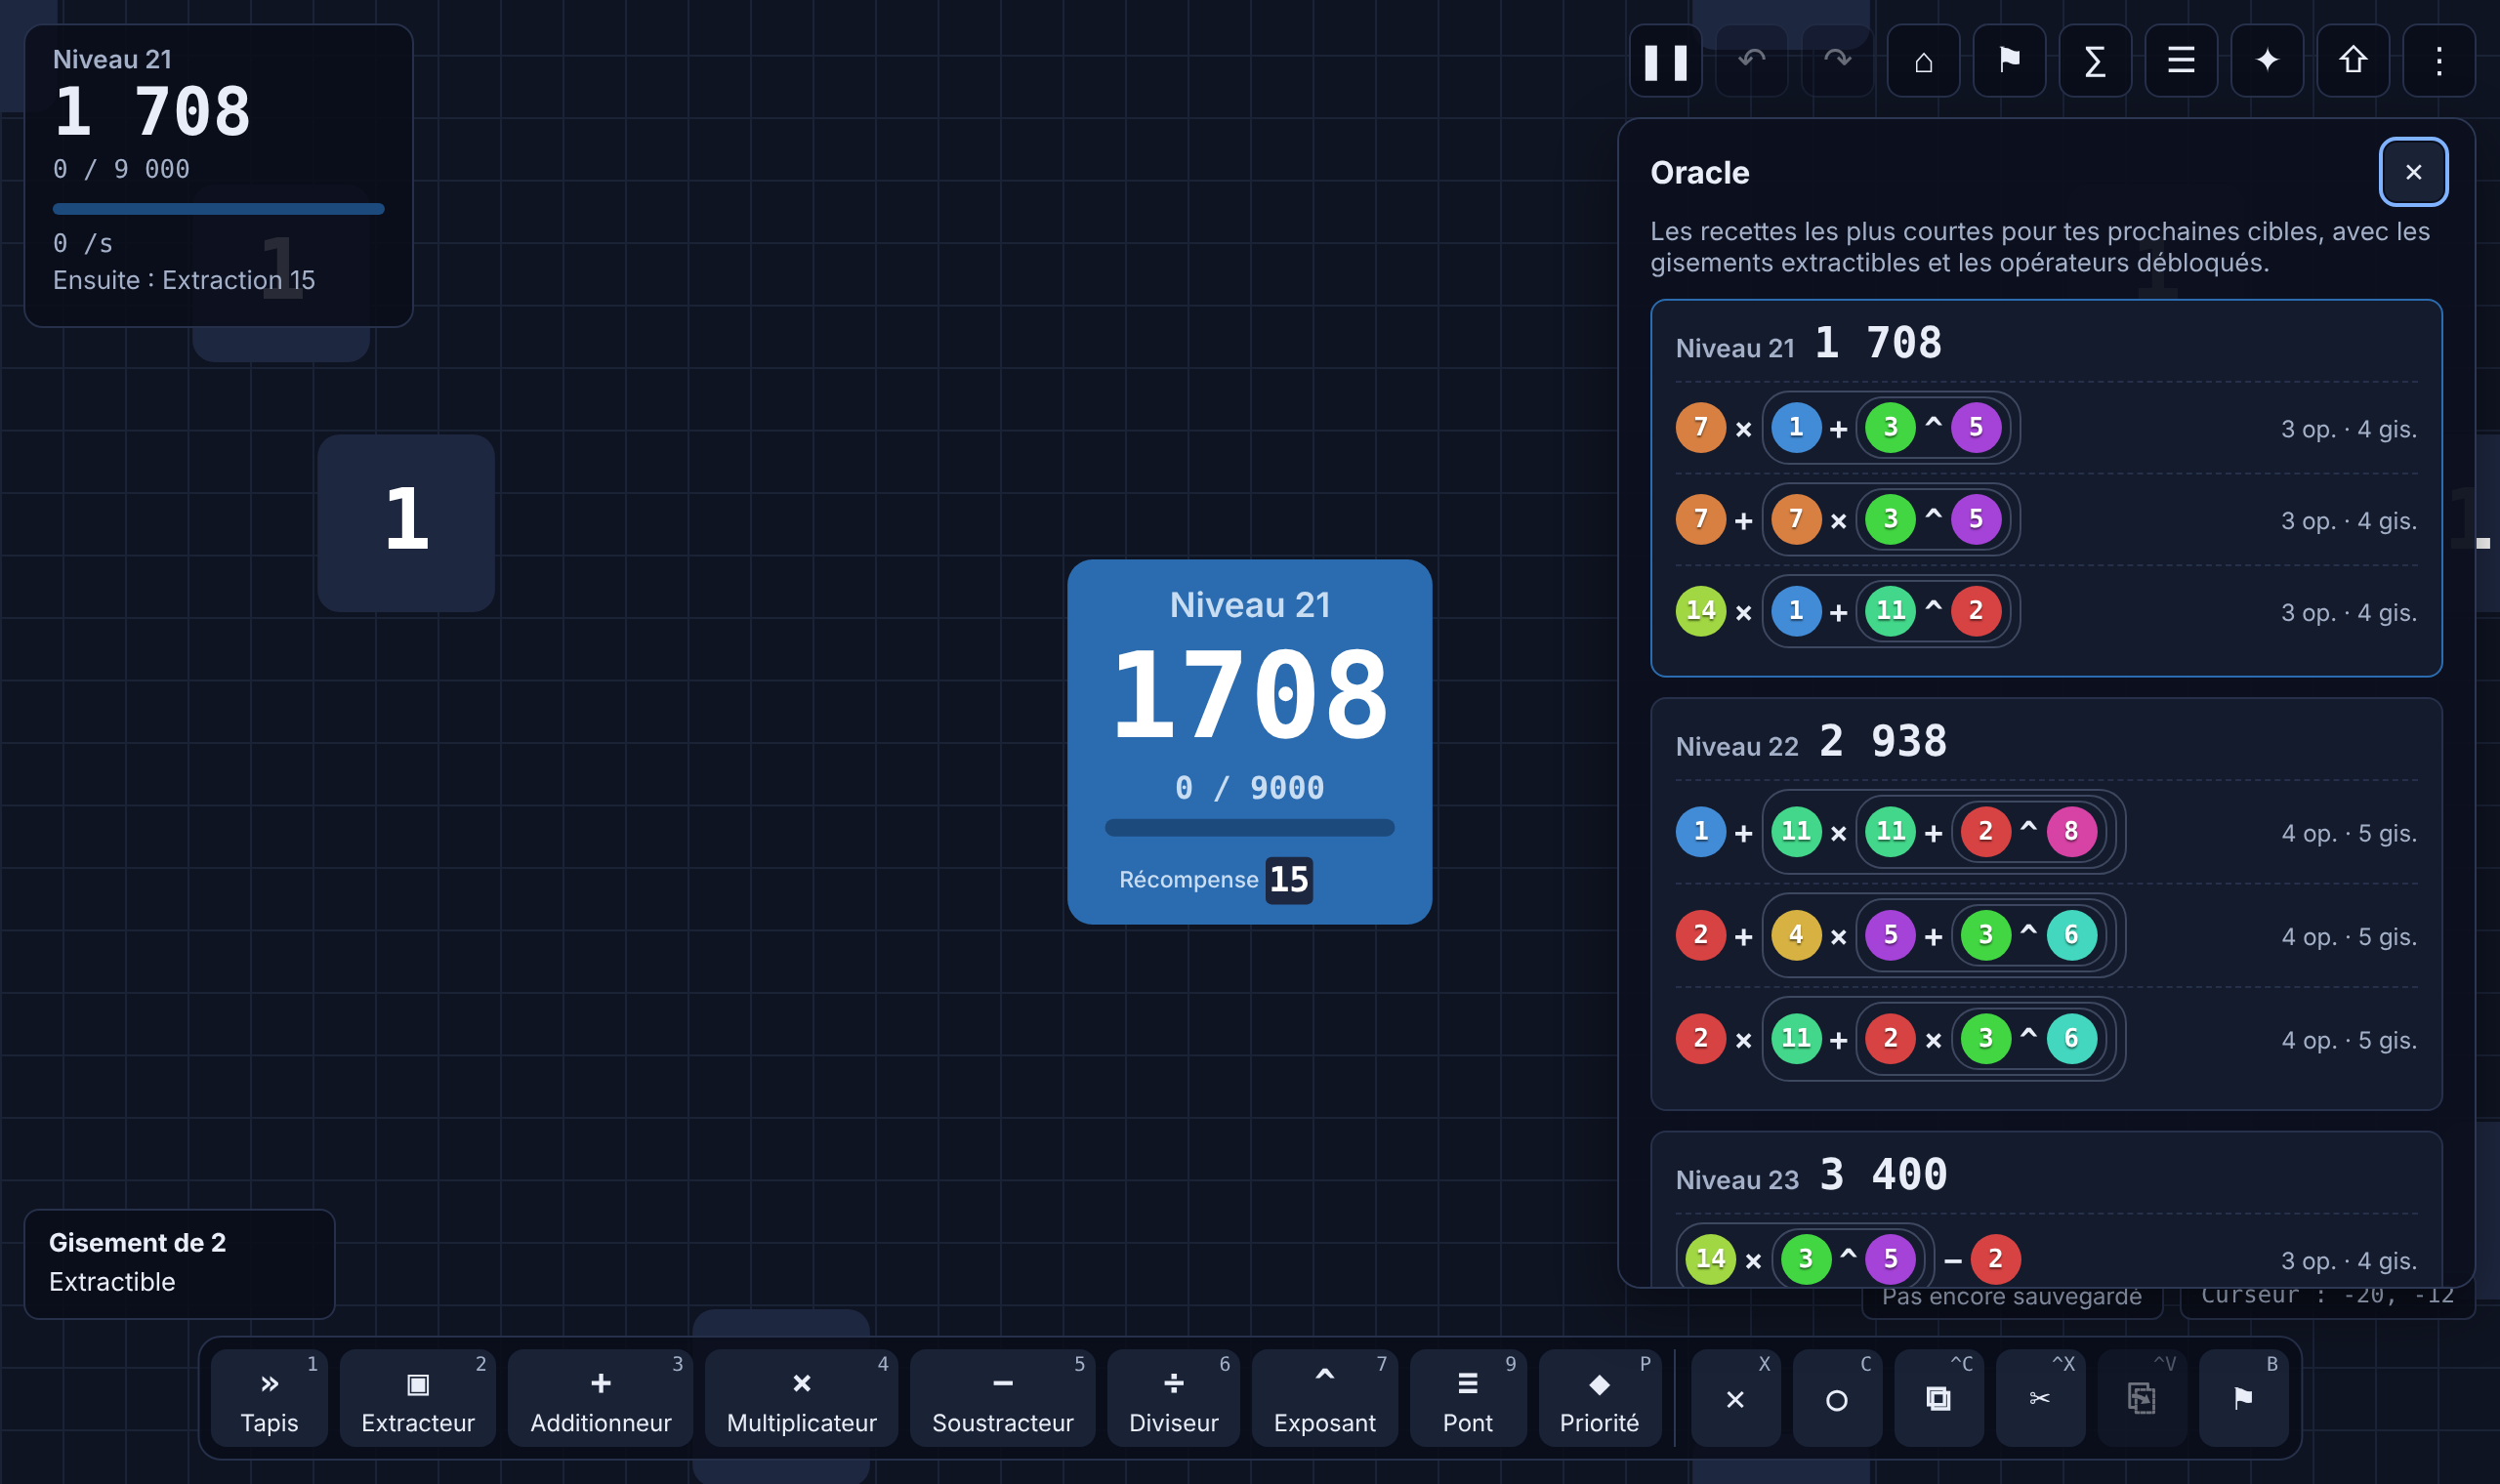 Niveau 21
1 708
0 / 9 000
0 /s
Ensuite : Extraction 15
1
1
❚❚ ↶ ↷ ⌂ ⚑ ∑ ☰ ✦ ⇧ ⋮
Oracle
×
Les recettes les plus courtes pour tes prochaines cibles, avec les
gisements extractibles et les opérateurs débloqués.
1
Niveau 21 1 708
7 × 1 + 3 ^ 5 3 op. · 4 gis.
7 + 7 × 3 ^ 5 3 op. · 4 gis.
14 × 1 + 11 ^ 2 3 op. · 4 gis.
1
Niveau 22 2 938
1 + 11 × 11 + 2 ^ 8 4 op. · 5 gis.
2 + 4 × 5 + 3 ^ 6 4 op. · 5 gis.
2 × 11 + 2 × 3 ^ 6 4 op. · 5 gis.
Niveau 23 3 400
14 × 3 ^ 5 − 2 3 op. · 4 gis.
Niveau 21
1708
0 / 9000
Récompense 15
Gisement de 2
Extractible
Pas encore sauvegardé
Curseur : -20, -12
» 1 Tapis
▣ 2 Extracteur
+ 3 Additionneur
× 4 Multiplicateur
− 5 Soustracteur
÷ 6 Diviseur
^ 7 Exposant
≡ 9 Pont
◆ P Priorité
× X
○ C
⧉ ^C
✂ ^X
^V
⚑ B